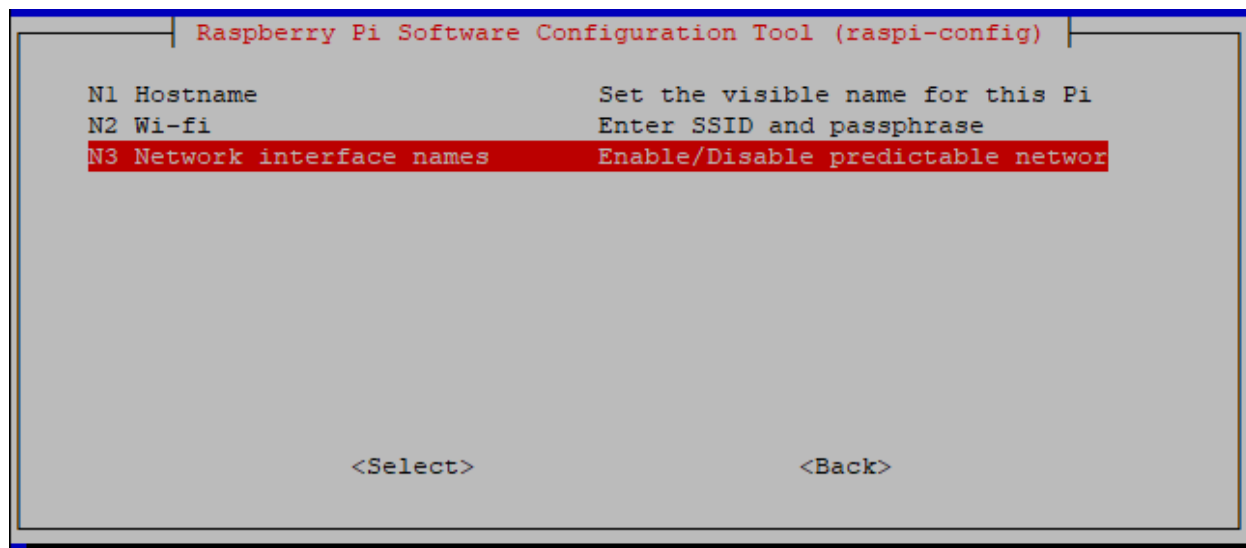 Raspberry Pi Software Configuration Tool (raspi-config)
N1 Hostname Set the visible name for this Pi
N2 Wi-fi Enter SSID and passphrase
N3 Network interface names Enable/Disable predictable networ
<Select> <Back>